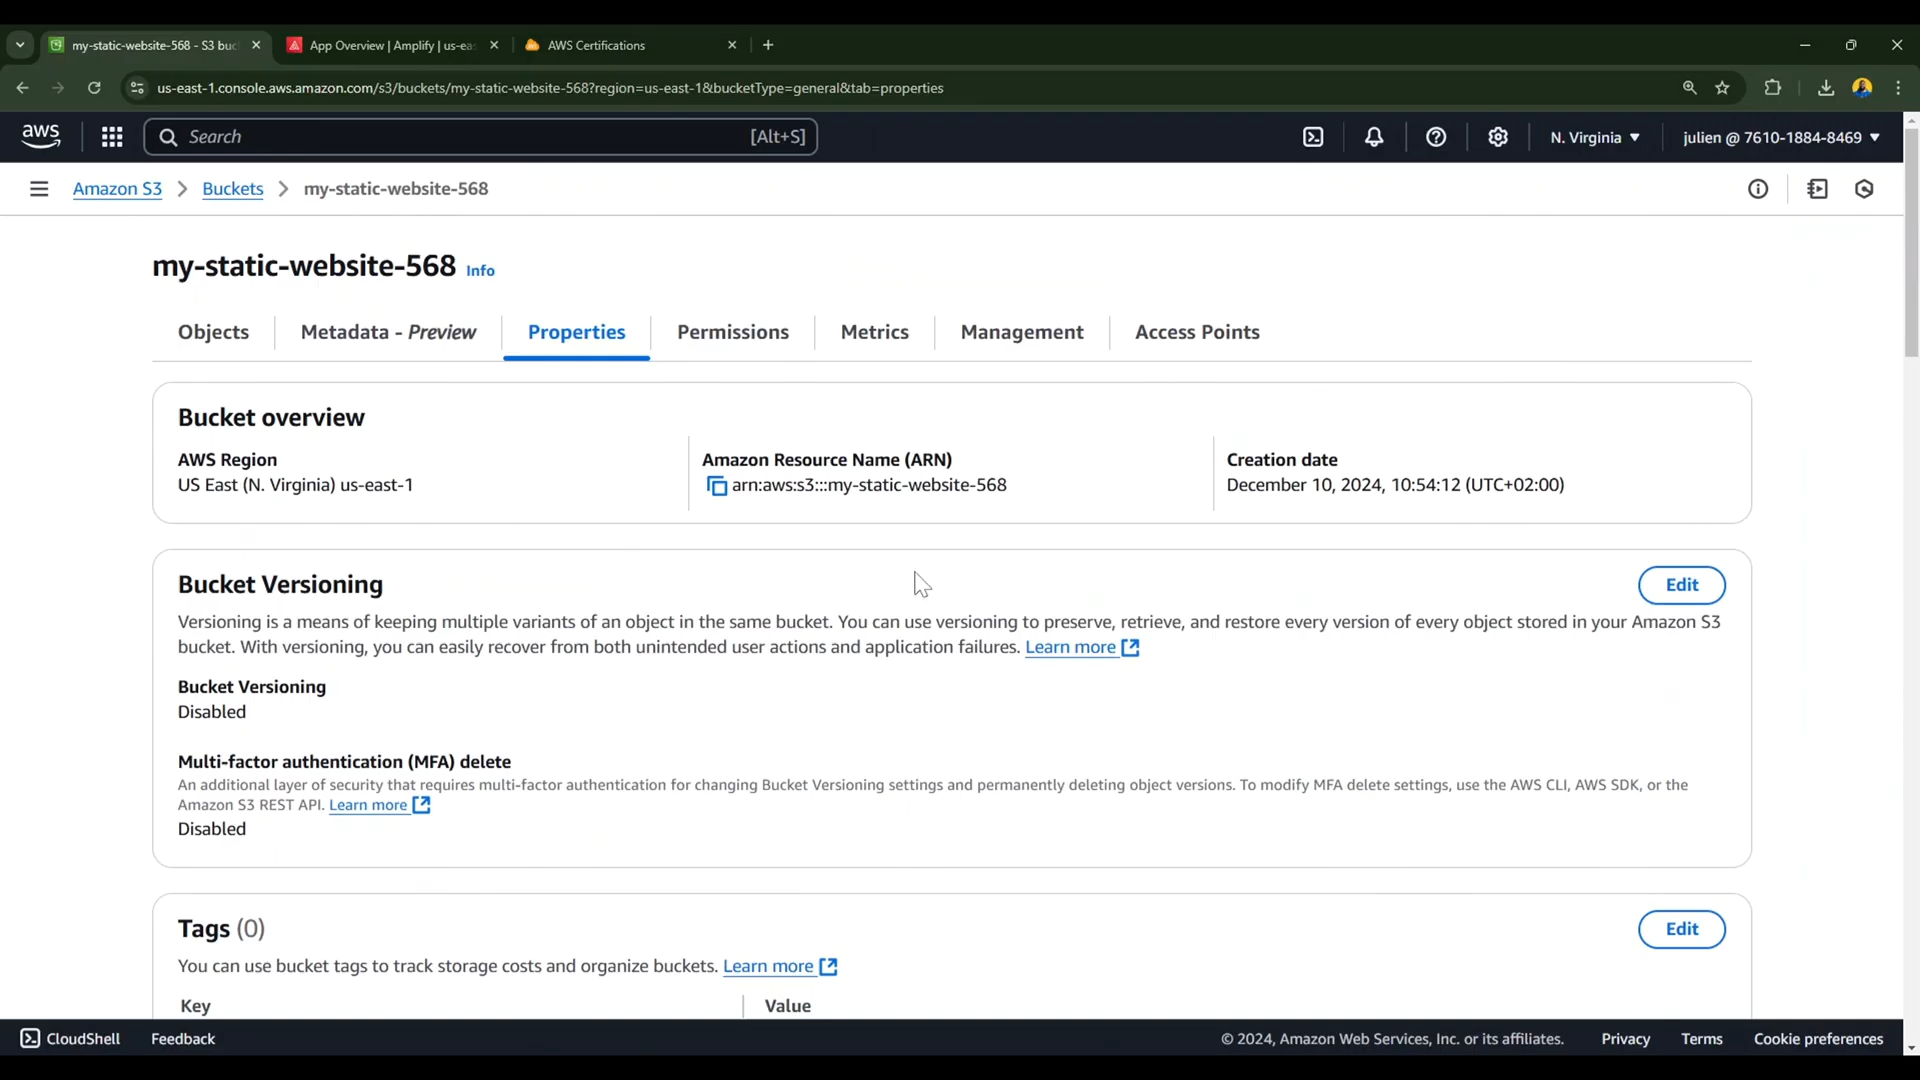 my-static-website-568 - S3 buc
App Overview | Amplify | us-ea
AWS Certifications
us-east-1.console.aws.amazon.com/s3/buckets/my-static-website-568?region=us-east-1&bucketType=general&tab=properties
aws
Search
[Alt+S]
N. Virginia
julien @ 7610-1884-8469
Amazon S3
Buckets
my-static-website-568
my-static-website-568 Info
Objects
Metadata - Preview
Properties
Permissions
Metrics
Management
Access Points
Bucket overview
AWS Region
US East (N. Virginia) us-east-1
Amazon Resource Name (ARN)
arn:aws:s3:::my-static-website-568
Creation date
December 10, 2024, 10:54:12 (UTC+02:00)
Bucket Versioning
Edit
Versioning is a means of keeping multiple variants of an object in the same bucket. You can use versioning to preserve, retrieve, and restore every version of every object stored in your Amazon S3
bucket. With versioning, you can easily recover from both unintended user actions and application failures. Learn more
Bucket Versioning
Disabled
Multi-factor authentication (MFA) delete
An additional layer of security that requires multi-factor authentication for changing Bucket Versioning settings and permanently deleting object versions. To modify MFA delete settings, use the AWS CLI, AWS SDK, or the
Amazon S3 REST API. Learn more
Disabled
Tags (0)
Edit
You can use bucket tags to track storage costs and organize buckets. Learn more
Key
Value
CloudShell
Feedback
© 2024, Amazon Web Services, Inc. or its affiliates.
Privacy
Terms
Cookie preferences